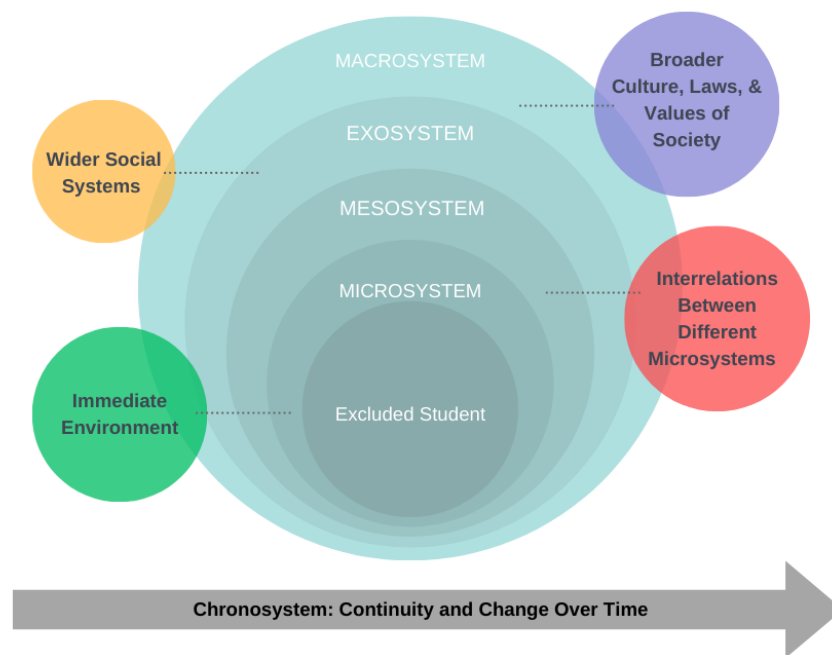 MACROSYSTEM
Broader
Culture, Laws, &
Values of
Society
EXOSYSTEM
Wider Social
Systems
MESOSYSTEM
MICROSYSTEM
Interrelations
Between
Different
Microsystems
Immediate
Environment
Excluded Student
Chronosystem: Continuity and Change Over Time